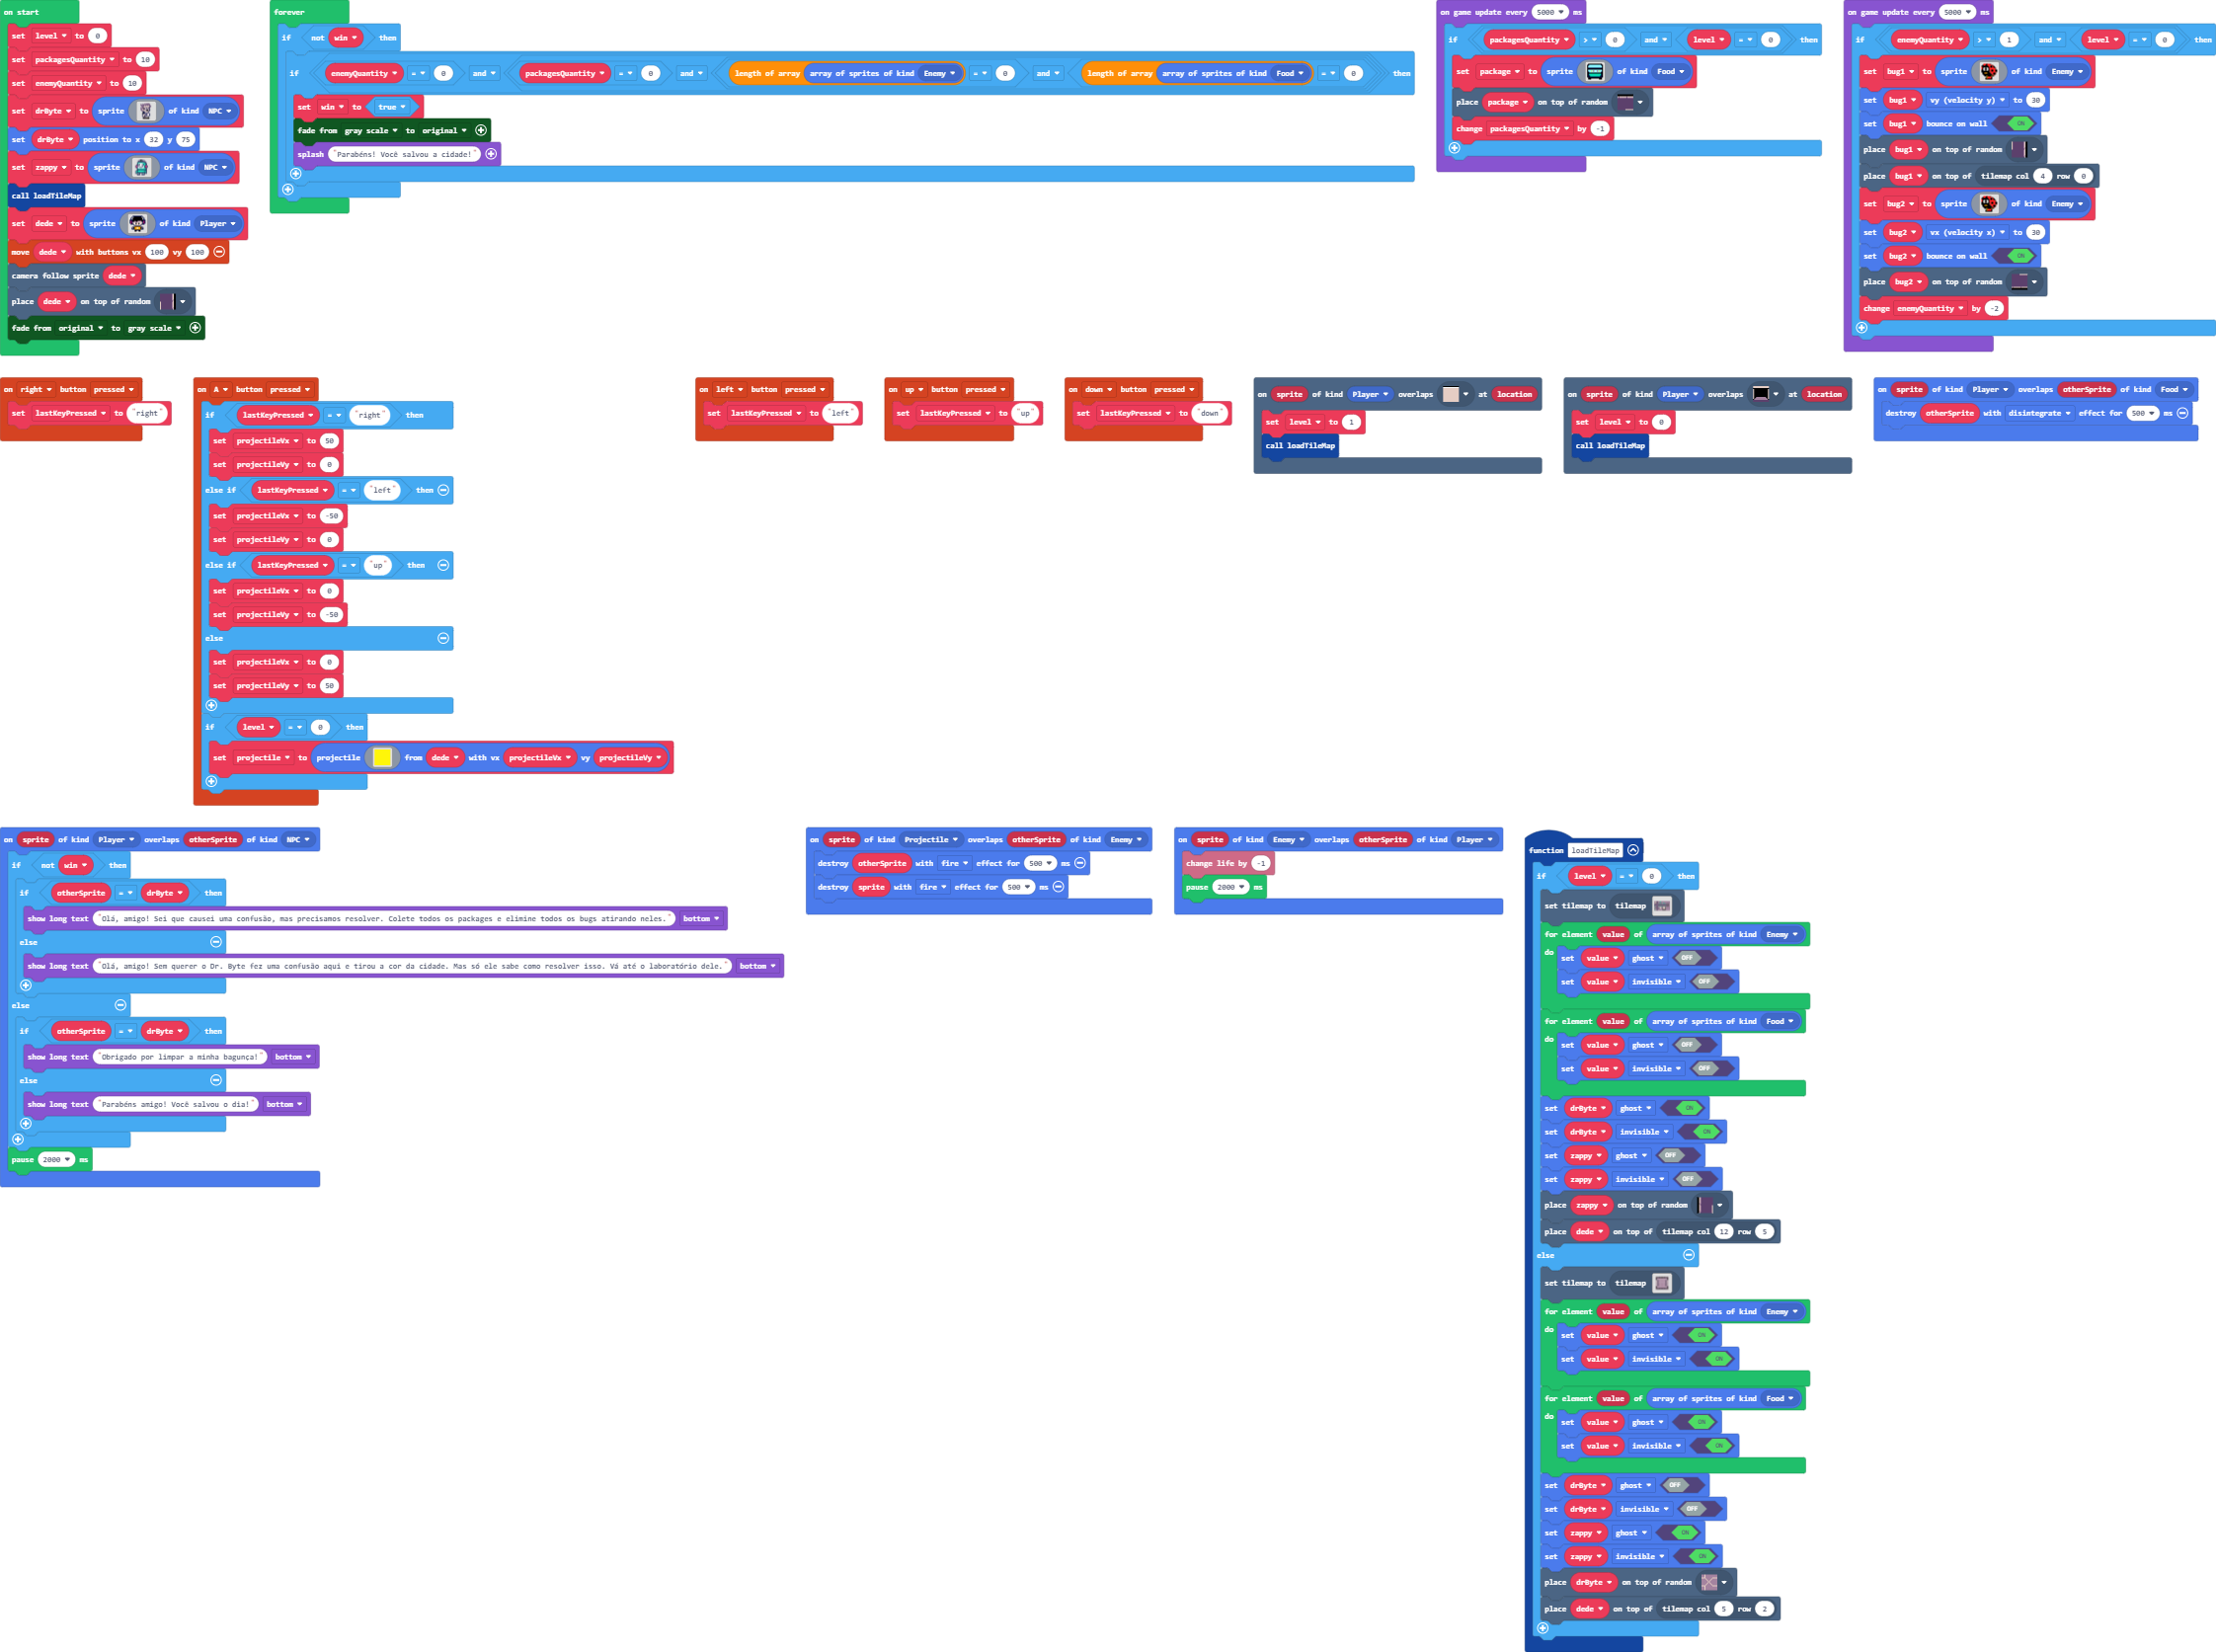 on start
set level to 0
set packagesQuantity to 10
set enemyQuantity to 10
set drByte to sprite of kind NPC
set drByte position to x 32 y 75
set zappy to sprite of kind NPC
call loadTileMap
set dede to sprite of kind Player
move dede with buttons vx 100 vy 100
camera follow sprite dede
place dede on top of random
fade from original to gray scale
forever
if not win then
if enemyQuantity = 0 and packagesQuantity = 0 and length of array array of sprites of kind Enemy = 0 and length of array array of sprites of kind Food = 0 then
set win to true
fade from gray scale to original
splash "Parabéns! Você salvou a cidade!"
on game update every 5000 ms
if packagesQuantity > 0 and level = 0 then
set package to sprite of kind Food
place package on top of random
change packagesQuantity by -1
on game update every 5000 ms
if enemyQuantity > 1 and level = 0 then
set bug1 to sprite of kind Enemy
set bug1 vy (velocity y) to 30
set bug1 bounce on wall ON
place bug1 on top of random
place bug1 on top of tilemap col 4 row 0
set bug2 to sprite of kind Enemy
set bug2 vx (velocity x) to 30
set bug2 bounce on wall ON
place bug2 on top of random
change enemyQuantity by -2
on right button pressed
set lastKeyPressed to "right"
on A button pressed
if lastKeyPressed = "right" then
set projectileVx to 50
set projectileVy to 0
else if lastKeyPressed = "left" then
set projectileVx to -50
set projectileVy to 0
else if lastKeyPressed = "up" then
set projectileVx to 0
set projectileVy to -50
else
set projectileVx to 0
set projectileVy to 50
if level = 0 then
set projectile to projectile from dede with vx projectileVx vy projectileVy
on left button pressed
set lastKeyPressed to "left"
on up button pressed
set lastKeyPressed to "up"
on down button pressed
set lastKeyPressed to "down"
on sprite of kind Player overlaps at location
set level to 1
call loadTileMap
on sprite of kind Player overlaps at location
set level to 0
call loadTileMap
on sprite of kind Player overlaps otherSprite of kind Food
destroy otherSprite with disintegrate effect for 500 ms
on sprite of kind Player overlaps otherSprite of kind NPC
if not win then
if otherSprite = drByte then
show long text "Olá, amigo! Sei que causei uma confusão, mas precisamos resolver. Colete todos os packages e elimine todos os bugs atirando neles." bottom
else
show long text "Olá, amigo! Sem querer o Dr. Byte fez uma confusão aqui e tirou a cor da cidade. Mas só ele sabe como resolver isso. Vá até o laboratório dele." bottom
else
if otherSprite = drByte then
show long text "Obrigado por limpar a minha bagunça!" bottom
else
show long text "Parabéns amigo! Você salvou o dia!" bottom
pause 2000 ms
on sprite of kind Projectile overlaps otherSprite of kind Enemy
destroy otherSprite with fire effect for 500 ms
destroy sprite with fire effect for 500 ms
on sprite of kind Enemy overlaps otherSprite of kind Player
change life by -1
pause 2000 ms
function loadTileMap
if level = 0 then
set tilemap to tilemap
for element value of array of sprites of kind Enemy
do set value ghost OFF
set value invisible OFF
for element value of array of sprites of kind Food
do set value ghost OFF
set value invisible OFF
set drByte ghost ON
set drByte invisible ON
set zappy ghost OFF
set zappy invisible OFF
place zappy on top of random
place dede on top of tilemap col 12 row 5
else
set tilemap to tilemap
for element value of array of sprites of kind Enemy
do set value ghost ON
set value invisible ON
for element value of array of sprites of kind Food
do set value ghost ON
set value invisible ON
set drByte ghost OFF
set drByte invisible OFF
set zappy ghost ON
set zappy invisible ON
place drByte on top of random
place dede on top of tilemap col 5 row 2